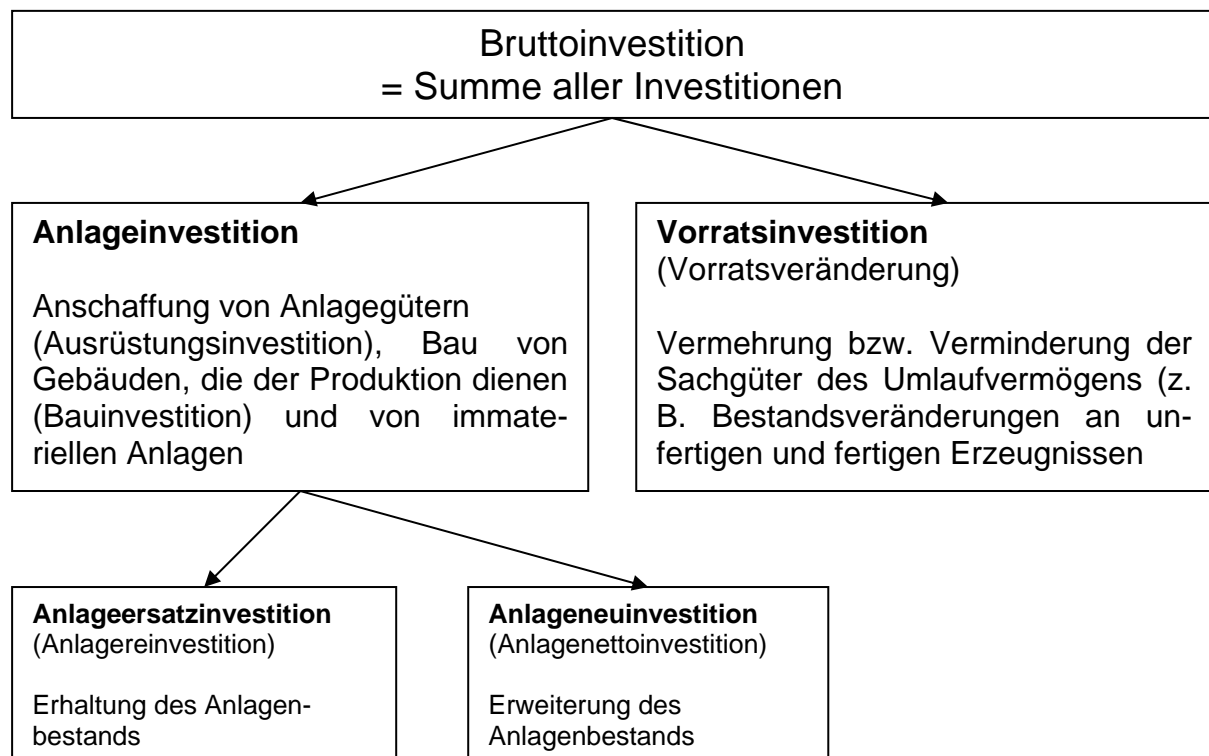 Bruttoinvestition
= Summe aller Investitionen
Anlageinvestition
Anschaffung von Anlagegütern
(Ausrüstungsinvestition), Bau von
Gebäuden, die der Produktion dienen
(Bauinvestition) und von immate-
riellen Anlagen
Vorratsinvestition
(Vorratsveränderung)
Vermehrung bzw. Verminderung der
Sachgüter des Umlaufvermögens (z.
B. Bestandsveränderungen an un-
fertigen und fertigen Erzeugnissen
Anlageersatzinvestition
(Anlagereinvestition)
Erhaltung des Anlagen-
bestands
Anlageneuinvestition
(Anlagenettoinvestition)
Erweiterung des
Anlagenbestands